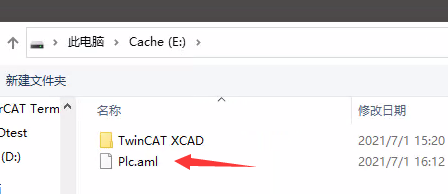 此电脑 › Cache (E:) ›
新建文件夹
名称 修改日期
rCAT Term
Otest
(D:)
TwinCAT XCAD 2021/7/1 15:20
Plc.aml 2021/7/1 16:12